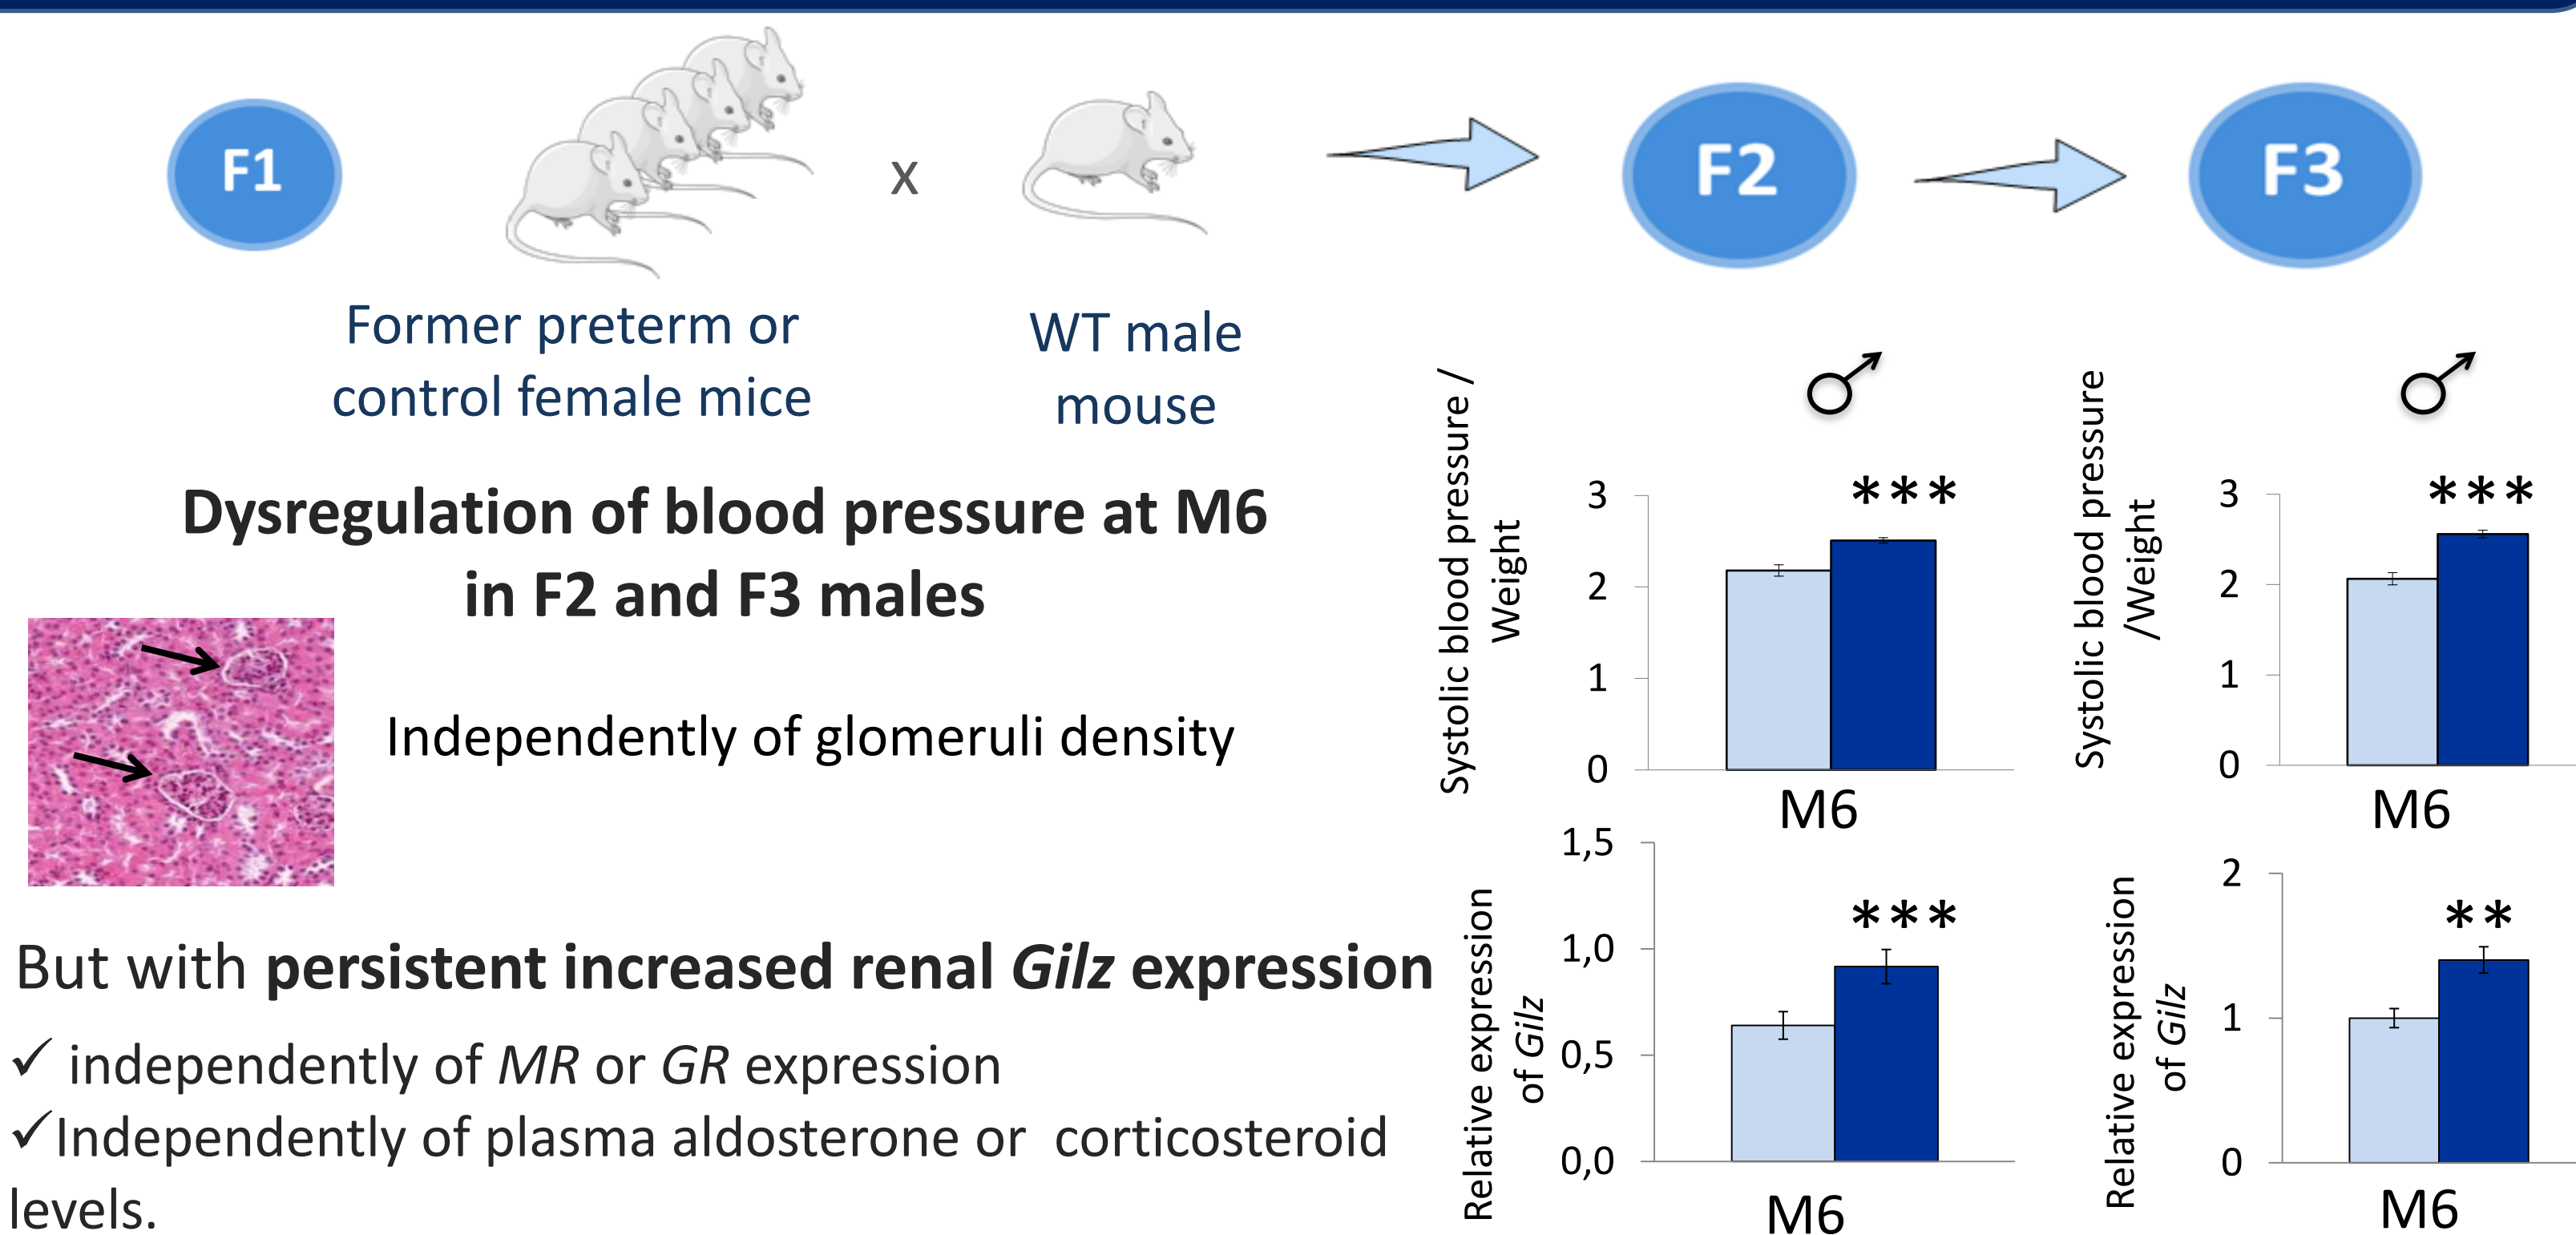 F1
x
F2
F3
Former preterm or
control female mice
WT male
mouse
Dysregulation of blood pressure at M6
in F2 and F3 males
Independently of glomeruli density
But with persistent increased renal Gilz expression
✓ independently of MR or GR expression
✓Independently of plasma aldosterone or corticosteroid
levels.
♂
Systolic blood pressure /
Weight
3
2
1
0
***
M6
♂
Systolic blood pressure
/Weight
3
2
1
0
***
M6
Relative expression
of Gilz
1,5
1,0
0,5
0,0
***
M6
Relative expression
of Gilz
2
1
0
**
M6